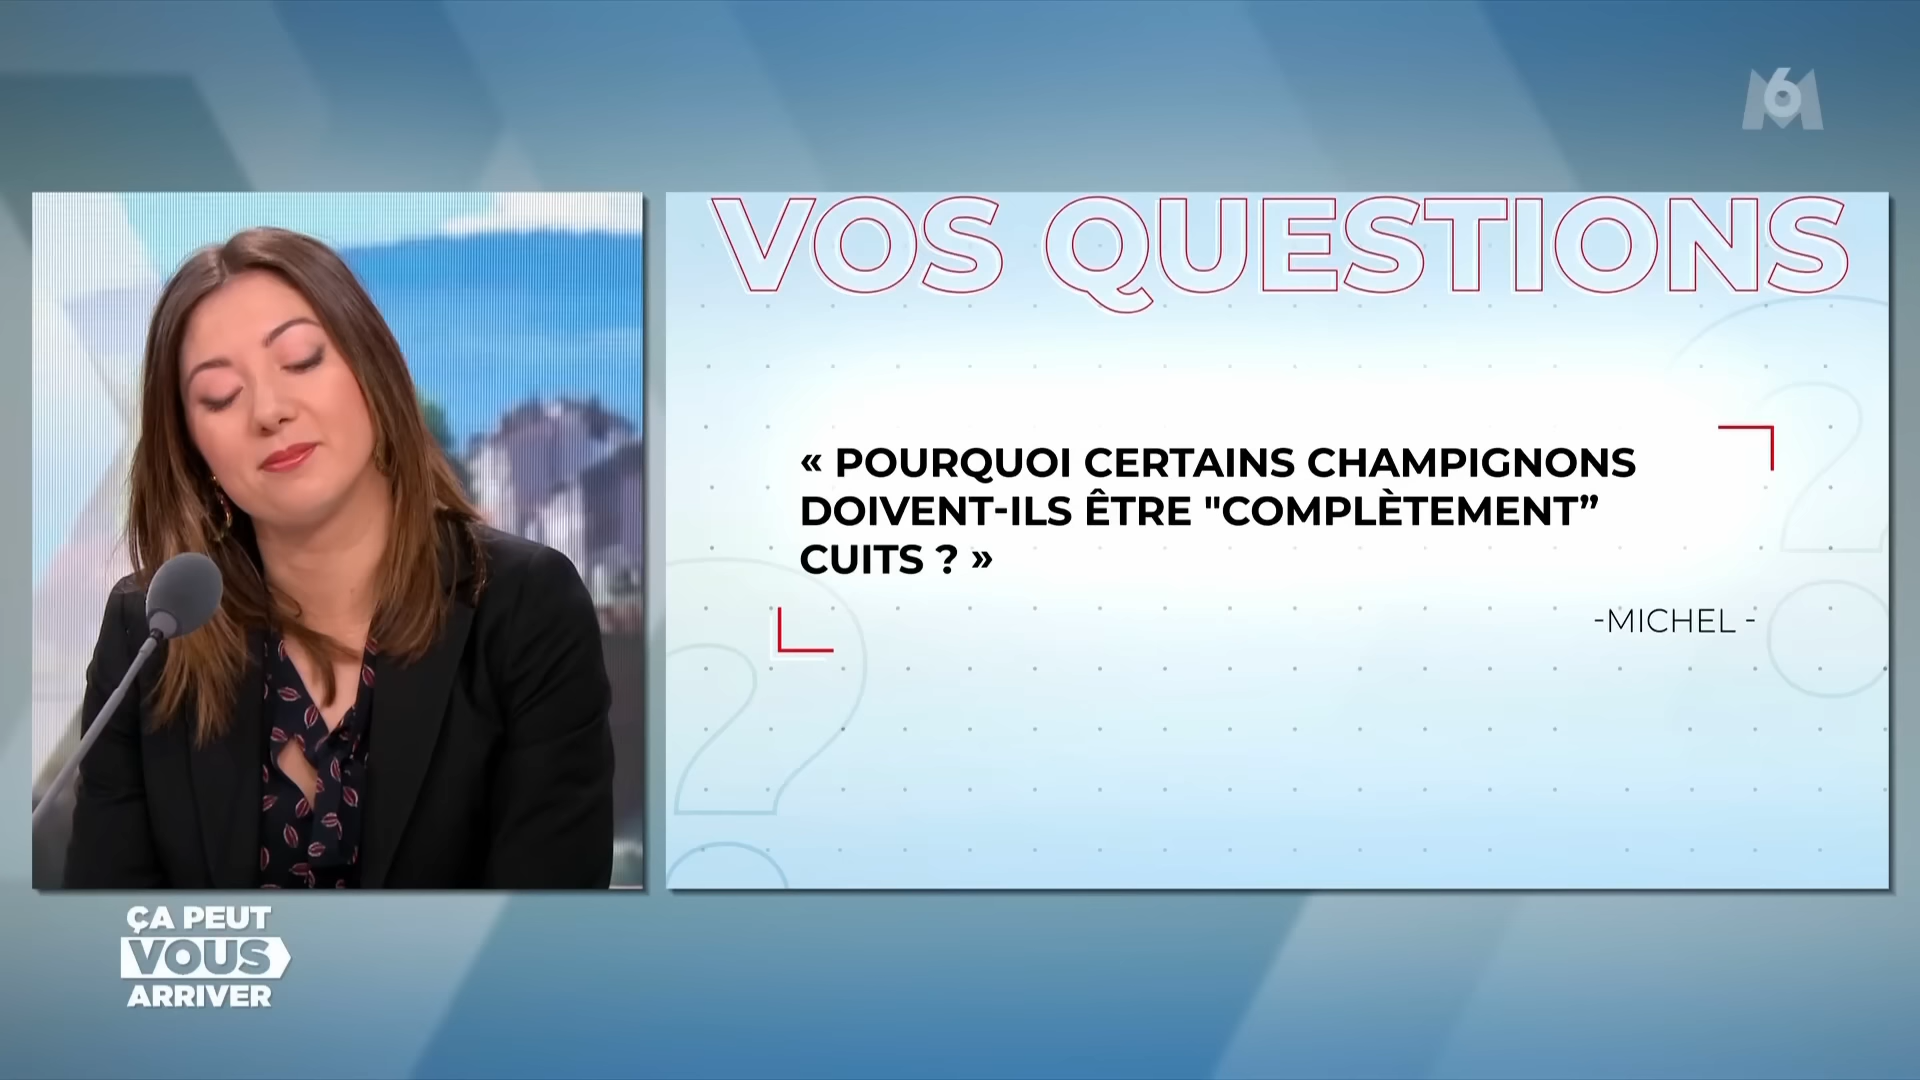 M6
VOS QUESTIONS
« POURQUOI CERTAINS CHAMPIGNONS
DOIVENT-ILS ÊTRE "COMPLÈTEMENT”
CUITS ? »
-MICHEL -
ÇA PEUT
VOUS
ARRIVER